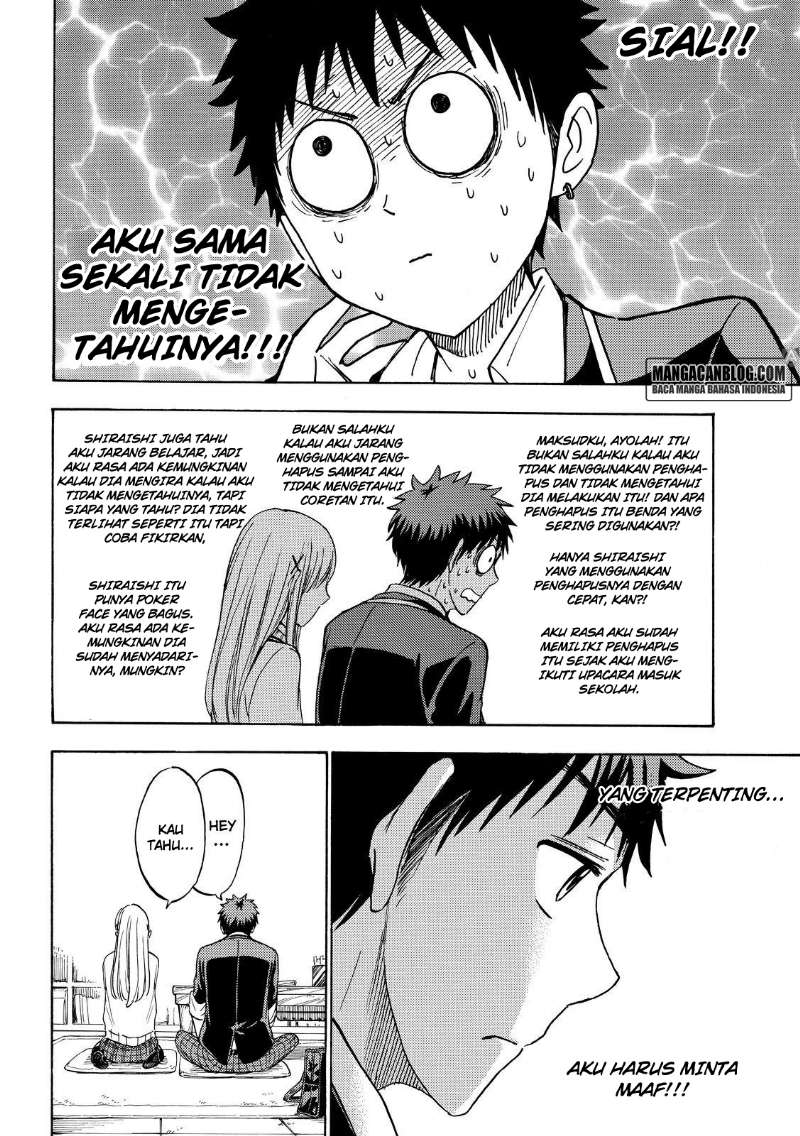 SIAL!!
AKU SAMA
SEKALI TIDAK
MENGE-
TAHUINYA!!!
MANGACANBLOG.COM
BACA MANGA BAHASA INDONESIA
MAKSUDKU, AYOLAH! ITU
BUKAN SALAHKU KALAU AKU
TIDAK MENGGUNAKAN PENGHA-
PUS DAN TIDAK MENGETAHUI
DIA MELAKUKAN ITU! DAN APA
PENGHAPUS ITU BENDA YANG
SERING DIGUNAKAN?!
HANYA SHIRAISHI
YANG MENGGUNAKAN
PENGHAPUSNYA DENGAN
CEPAT, KAN?!
AKU RASA AKU SUDAH
MEMILIKI PENGHAPUS
ITU SEJAK AKU MENG-
IKUTI UPACARA MASUK
SEKOLAH.
BUKAN SALAHKU
KALAU AKU JARANG
MENGGUNAKAN PENG-
HAPUS SAMPAI AKU
TIDAK MENGETAHUI
CORETAN ITU.
SHIRAISHI JUGA TAHU
AKU JARANG BELAJAR, JADI
AKU RASA ADA KEMUNGKINAN
KALAU DIA MENGIRA KALAU AKU
TIDAK MENGETAHUINYA, TAPI
SIAPA YANG TAHU? DIA TIDAK
TERLIHAT SEPERTI ITU TAPI
COBA FIKIRKAN,
SHIRAISHI ITU
PUNYA POKER
FACE YANG BAGUS.
AKU RASA ADA KE-
MUNGKINAN DIA
SUDAH MENYADARI-
NYA, MUNGKIN?
YANG TERPENTING...
AKU HARUS MINTA
MAAF!!!
HEY
...
KAU
TAHU...